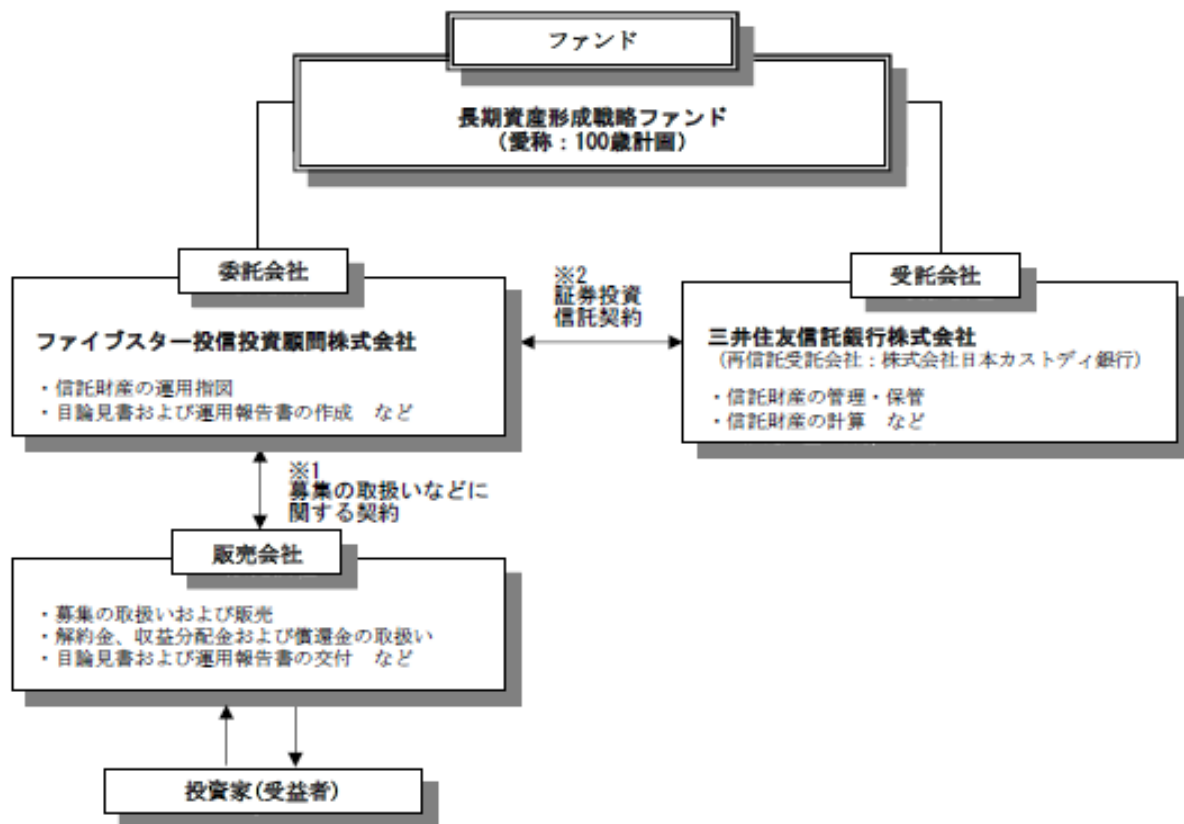 ファンド
長期資産形成戦略ファンド
(愛称:100歳計画)
委託会社
ファイブスター投信投資顧問株式会社
・信託財産の運用指図
・目論見書および運用報告書の作成 など
※2
証券投資
信託契約
受託会社
三井住友信託銀行株式会社
(再信託受託会社:株式会社日本カストディ銀行)
・信託財産の管理・保管
・信託財産の計算 など
※1
募集の取扱いなどに
関する契約
販売会社
・募集の取扱いおよび販売
・解約金、収益分配金および償還金の取扱い
・目論見書および運用報告書の交付 など
投資家(受益者)